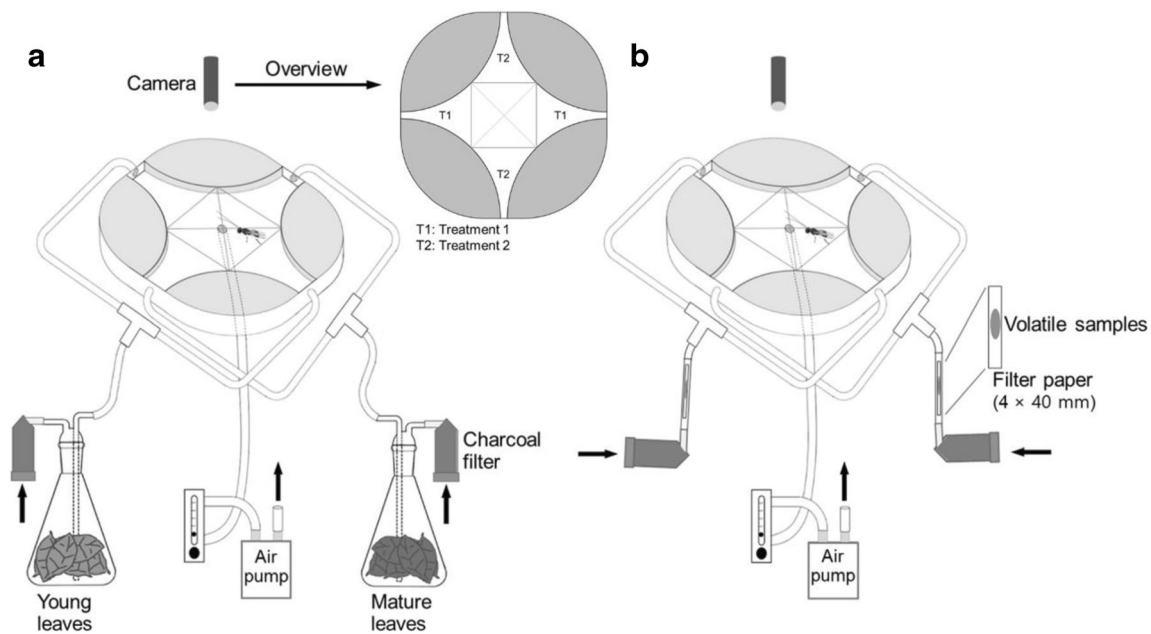 a
Camera
Overview
T2
T1
T1
T2
T1: Treatment 1
T2: Treatment 2
Charcoal
filter
Air
pump
Young
leaves
Mature
leaves
b
Volatile samples
Filter paper
(4 × 40 mm)
Air
pump